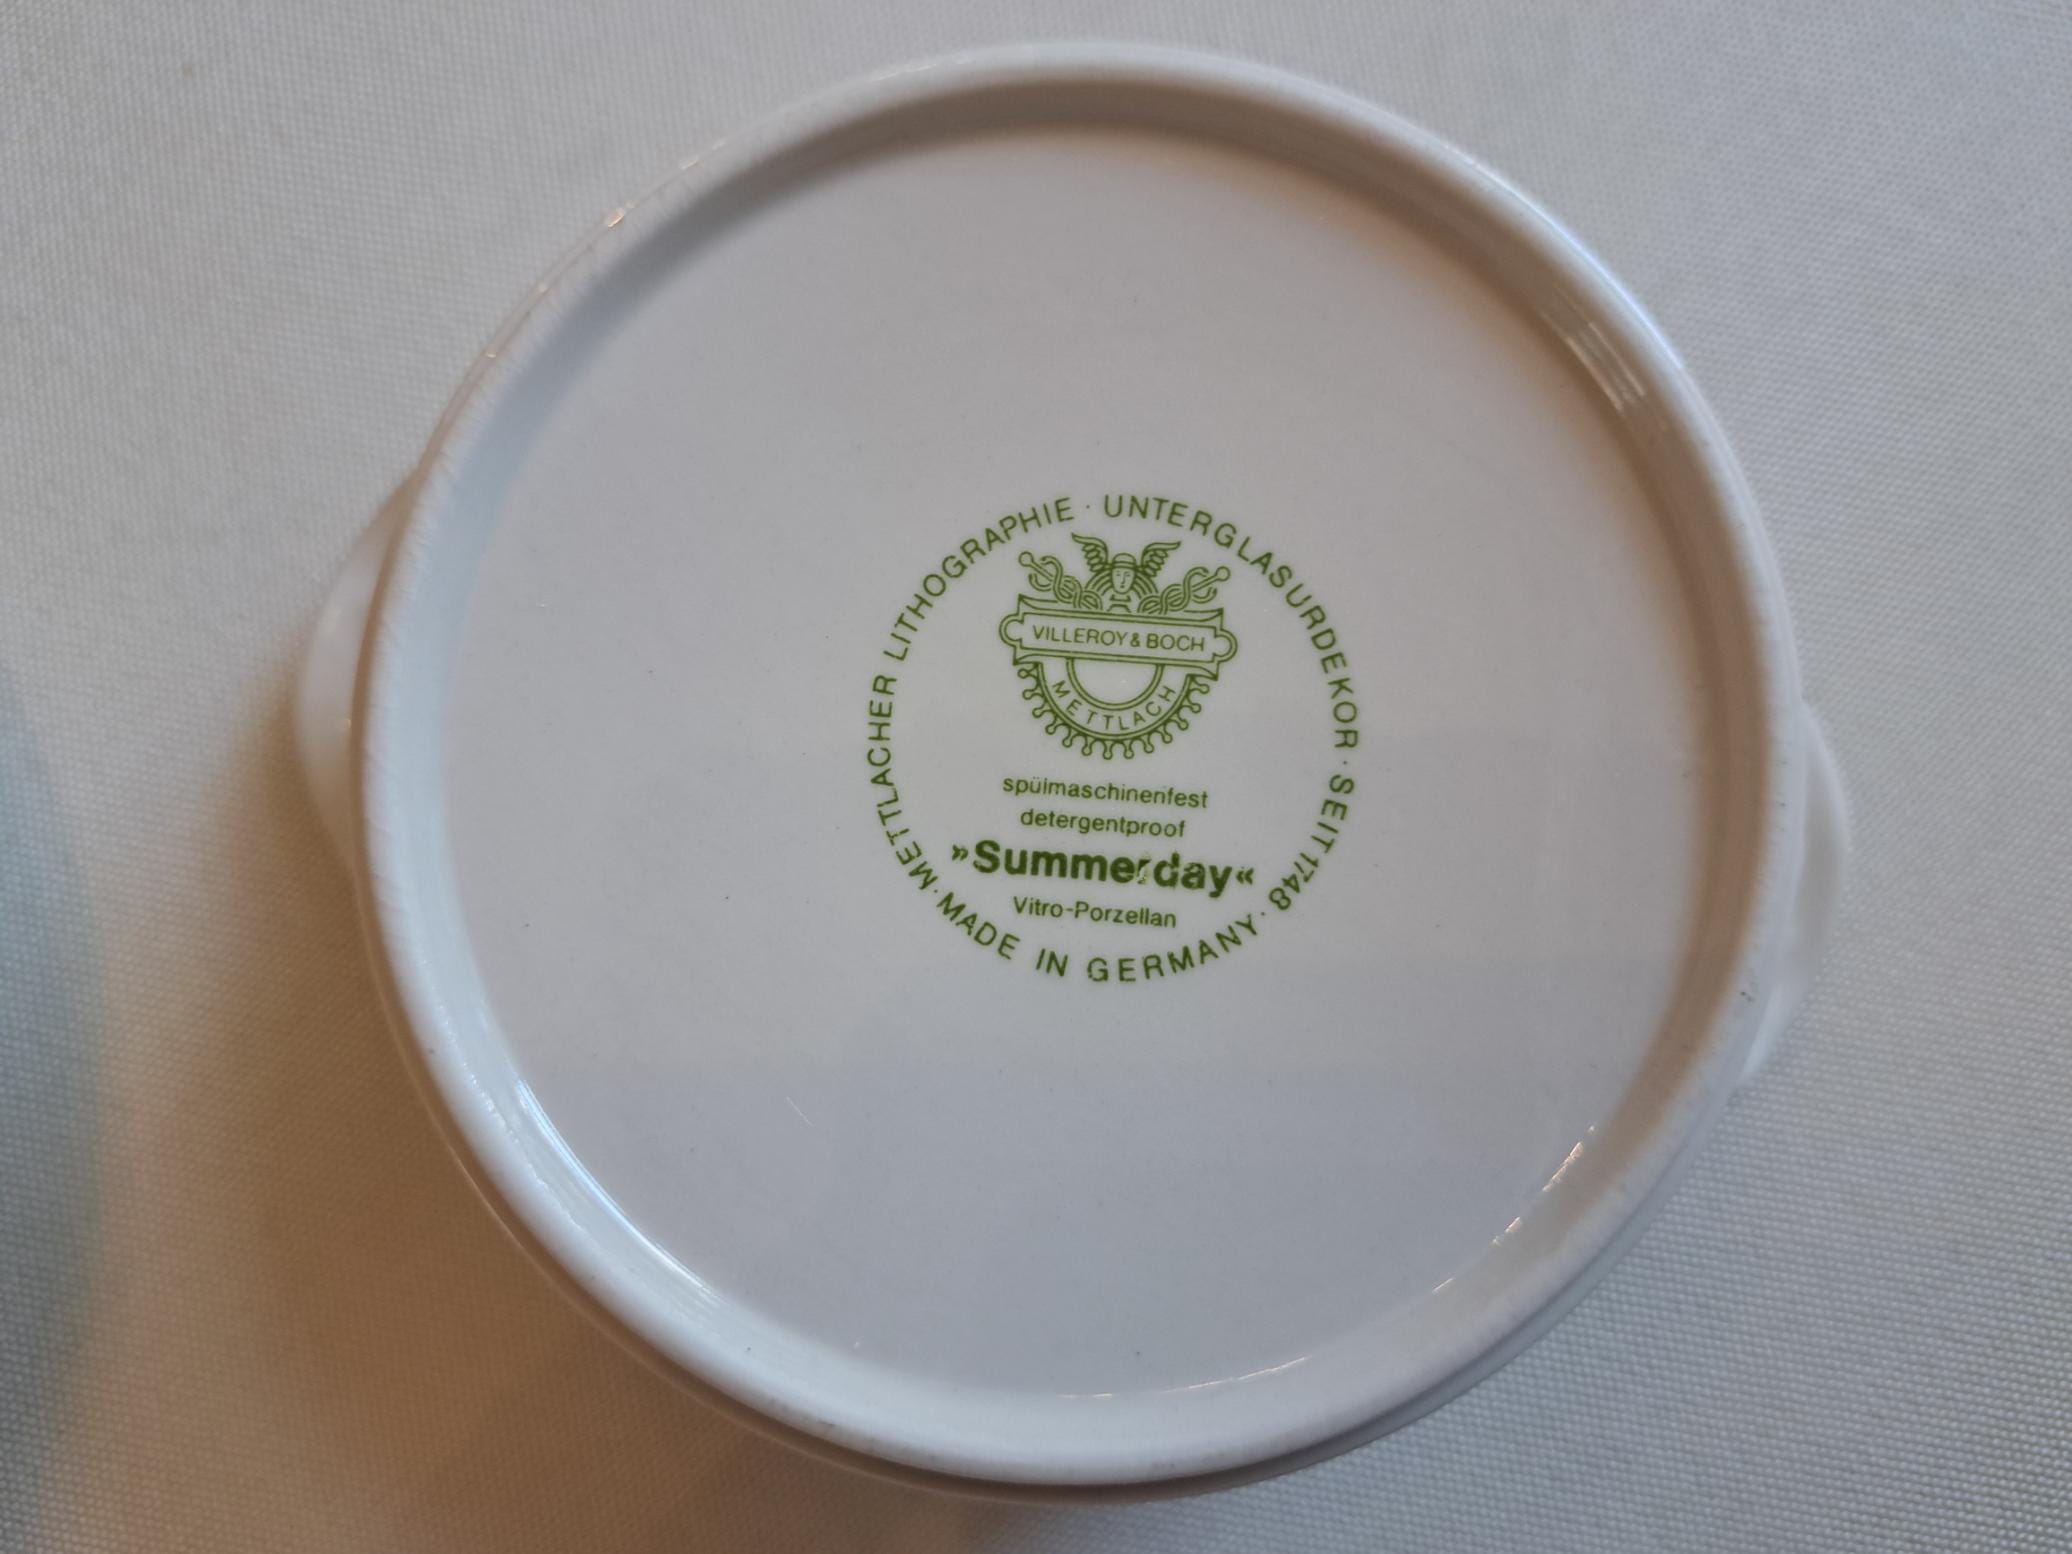 METTLACHER LITHOGRAPHIE · UNTERGLASURDEKOR · SEIT 1748 · MADE IN GERMANY ·
VILLEROY & BOCH
METTLACH
spülmaschinenfest
detergentproof
»Summerday«
Vitro-Porzellan